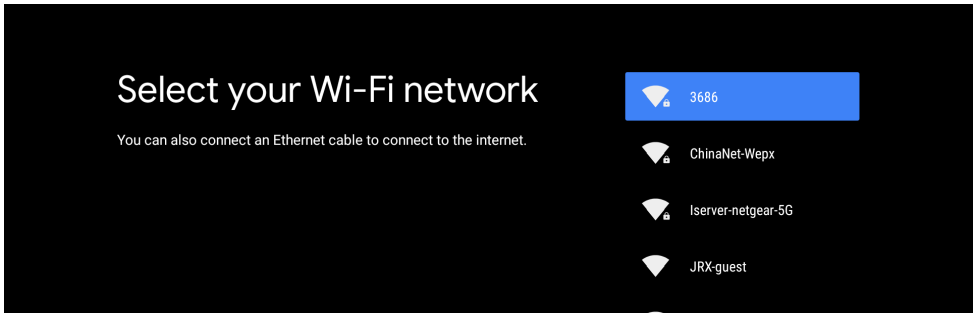 Select your Wi-Fi network
You can also connect an Ethernet cable to connect to the internet.
3686
ChinaNet-Wepx
Iserver-netgear-5G
JRX-guest